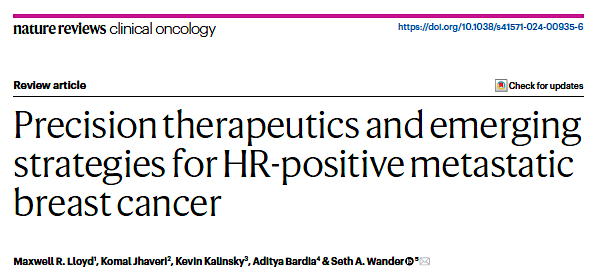 nature reviews clinical oncology
https://doi.org/10.1038/s41571-024-00935-6
Review article
Check for updates
Precision therapeutics and emerging
strategies for HR-positive metastatic
breast cancer
Maxwell R. Lloyd¹, Komal Jhaveri², Kevin Kalinsky³, Aditya Bardia⁴ & Seth A. Wander⁵